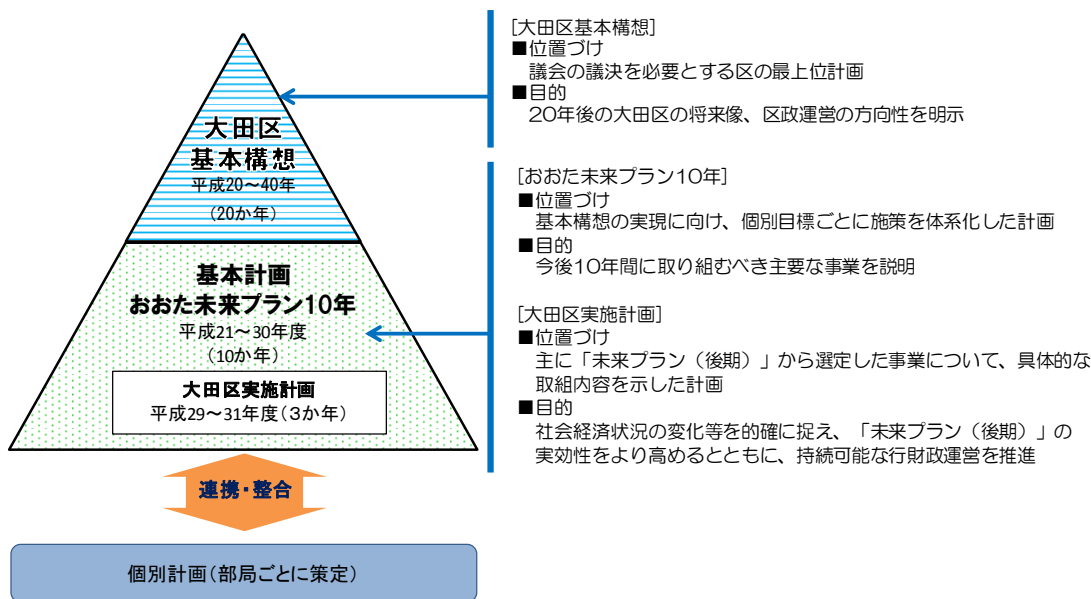 大田区
基本構想
平成20～40年
(20か年)
基本計画
おおた未来プラン10年
平成21～30年度
(10か年)
大田区実施計画
平成29～31年度(３か年)
連携・整合
個別計画(部局ごとに策定)
[大田区基本構想]
■位置づけ
議会の議決を必要とする区の最上位計画
■目的
20年後の大田区の将来像、区政運営の方向性を明示
[おおた未来プラン10年]
■位置づけ
基本構想の実現に向け、個別目標ごとに施策を体系化した計画
■目的
今後10年間に取り組むべき主要な事業を説明
[大田区実施計画]
■位置づけ
主に「未来プラン（後期）」から選定した事業について、具体的な
取組内容を示した計画
■目的
社会経済状況の変化等を的確に捉え、「未来プラン（後期）」の
実効性をより高めるとともに、持続可能な行財政運営を推進